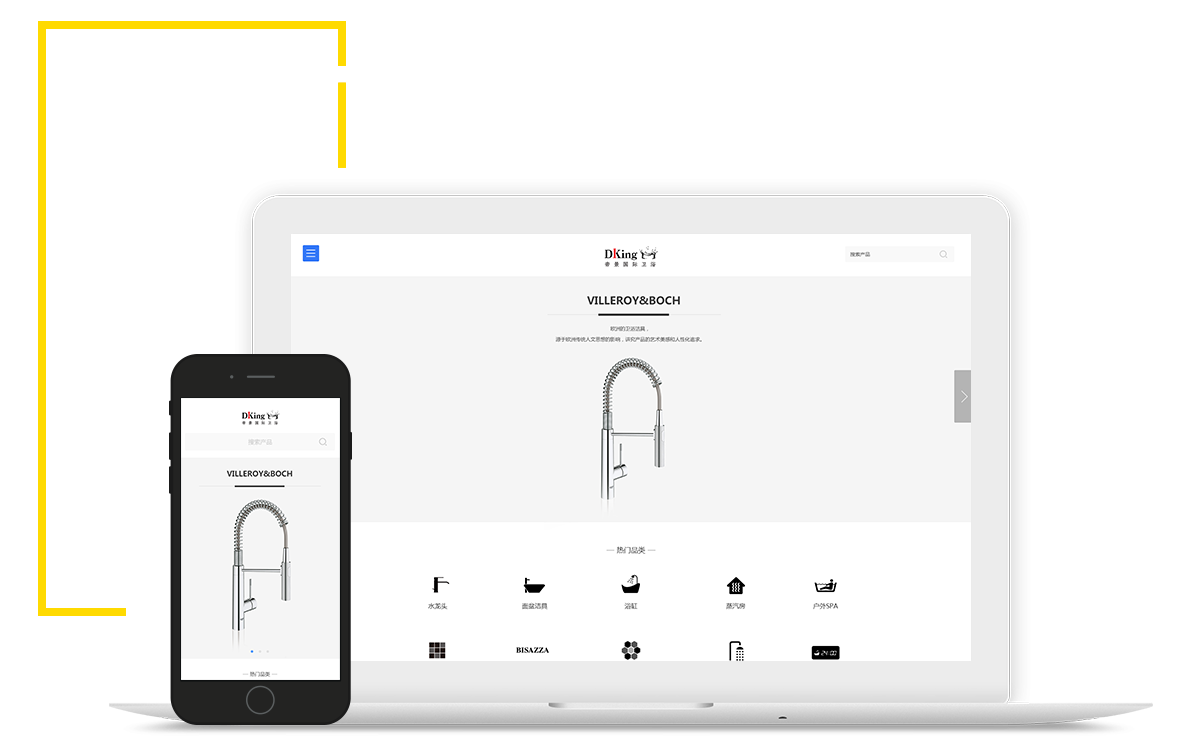 DKing
帝景国际卫浴
搜索产品
VILLEROY&BOCH
欧洲的卫浴洁具，
源于欧洲传统人文思想的影响，讲究产品的艺术美感和人性化追求。
热门品类
水龙头
面盆洁具
浴缸
蒸汽房
户外SPA
BISAZZA
24:00
DKing
帝景国际卫浴
搜索产品
VILLEROY&BOCH
热门品类